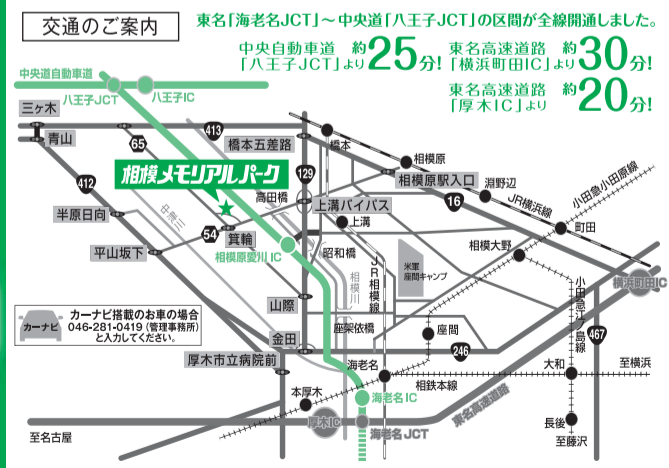 交通のご案内
東名「海老名JCT」～中央道「八王子JCT」の区間が全線開通しました。
中央自動車道「八王子JCT」より 約25分!
東名高速道路「横浜町田IC」より 約30分!
東名高速道路「厚木IC」より 約20分!
中央道自動車道
八王子JCT
八王子IC
三ヶ木
青山
65
413
橋本五差路
橋本
相模原
相模原駅入口
淵野辺
小田急小田原線
JR横浜線
町田
16
相模メモリアルパーク
412
129
高田橋
上溝バイパス
上溝
半原日向
中津川
54
箕輪
平山坂下
相模原愛川IC
昭和橋
相模川
JR相模線
米軍
座間キャンプ
相模大野
横浜町田IC
小田急江ノ島線
467
カーナビ
カーナビ搭載のお車の場合
046-281-0419(管理事務所)
と入力してください。
山際
座架依橋
金田
座間
246
厚木市立病院前
海老名
大和
至横浜
相鉄本線
本厚木
海老名IC
東名高速道路
厚木IC
海老名JCT
長後
至名古屋
至藤沢